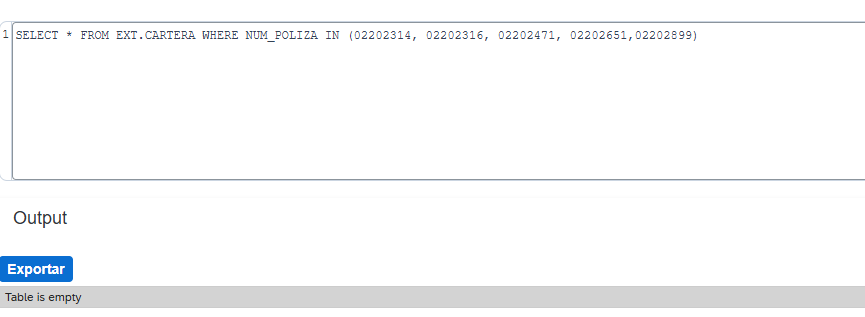 1 SELECT * FROM EXT.CARTERA WHERE NUM_POLIZA IN (02202314, 02202316, 02202471, 02202651,02202899)
Output
Exportar
Table is empty